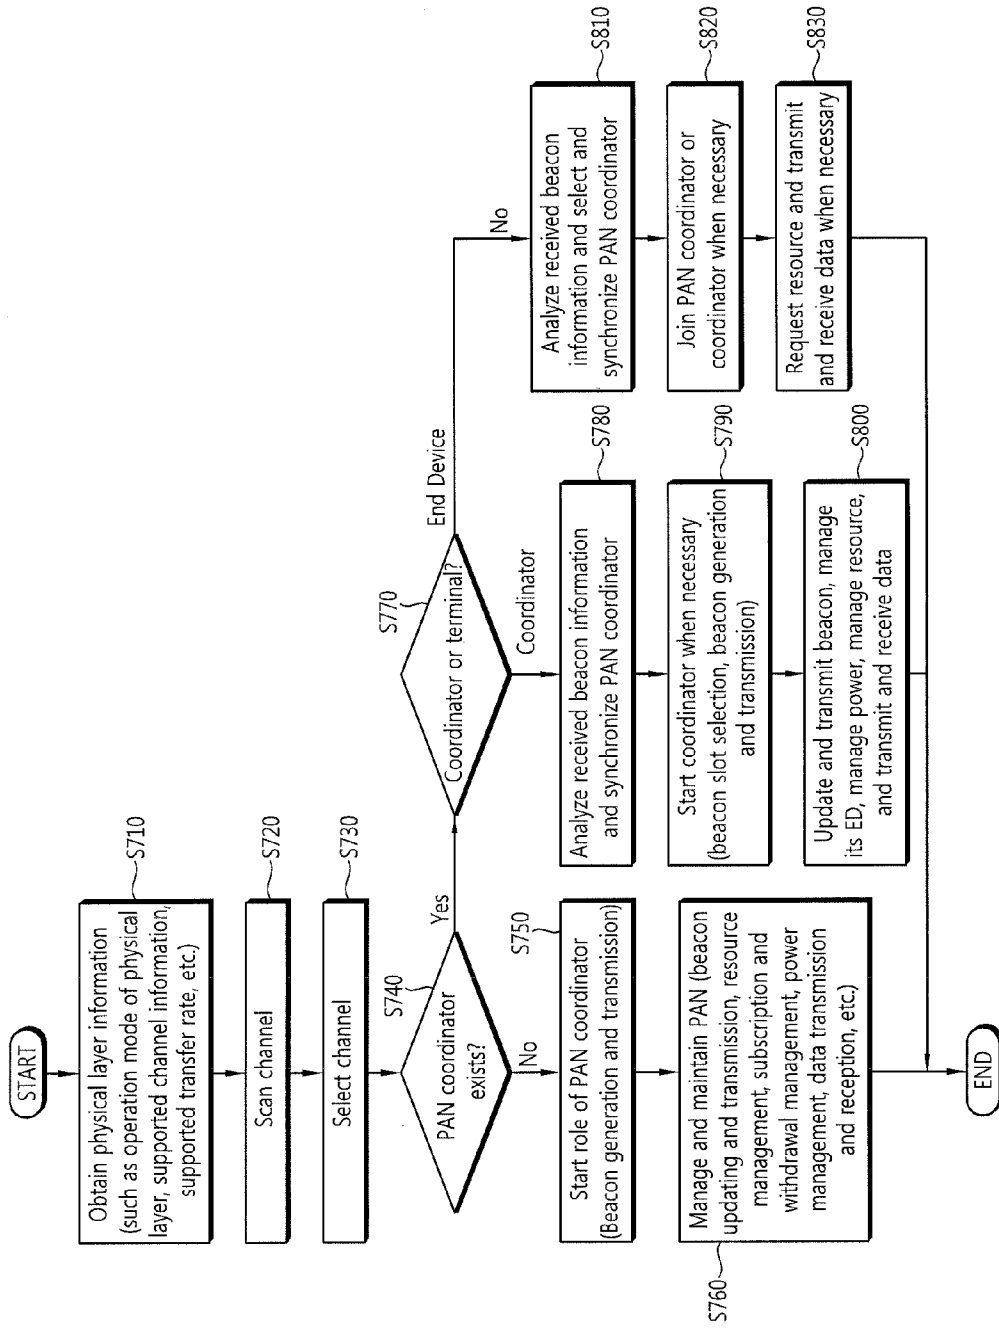 START
Obtain physical layer information
(such as operation mode of physical
layer, supported channel information,
supported transfer rate, etc.)
S710
Scan channel
S720
Select channel
S730
PAN coordinator
exists?
S740
Yes
No
Start role of PAN coordinator
(Beacon generation and transmission)
S750
Manage and maintain PAN (beacon
updating and transmission, resource
management, subscription and
withdrawal management, power
management, data transmission
and reception, etc.)
S760
Coordinator or terminal?
S770
End Device
Coordinator
No
Analyze received beacon information
and synchronize PAN coordinator
S780
Start coordinator when necessary
(beacon slot selection, beacon generation
and transmission)
S790
Update and transmit beacon, manage
its ED, manage power, manage resource,
and transmit and receive data
S800
Analyze received beacon
information and select and
synchronize PAN coordinator
S810
Join PAN coordinator or
coordinator when necessary
S820
Request resource and transmit
and receive data when necessary
S830
END